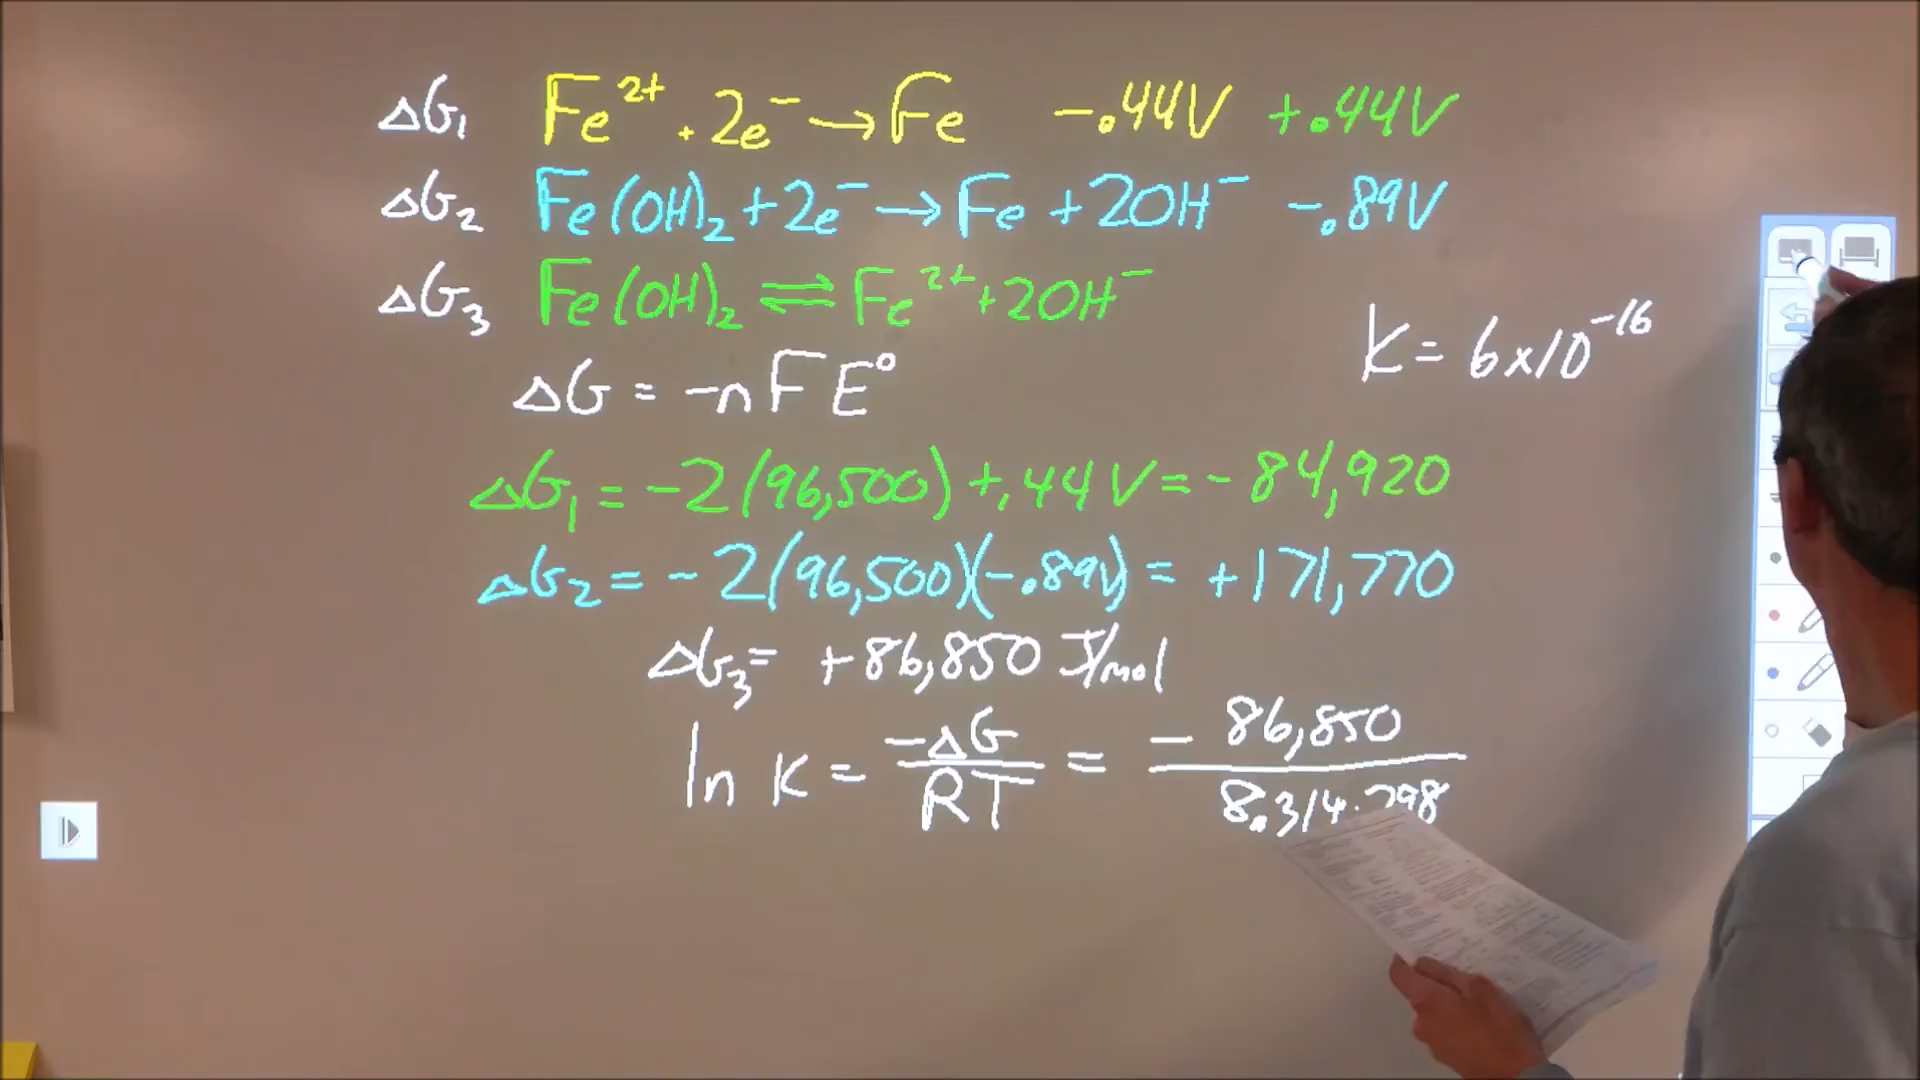 ΔG₁ Fe²⁺ + 2e⁻ → Fe -.44V +.44V
ΔG₂ Fe(OH)₂ + 2e⁻ → Fe + 2OH⁻ -.89V
ΔG₃ Fe(OH)₂ ⇌ Fe²⁺ + 2OH⁻
K = 6x10⁻¹⁶
ΔG = -nFE°
ΔG₁ = -2(96,500)+.44V = -84,920
ΔG₂ = -2(96,500)(-.89V) = +171,770
ΔG₃ = +86,850 J/mol
ln K = -ΔG/RT = - 86,850/8.314·298